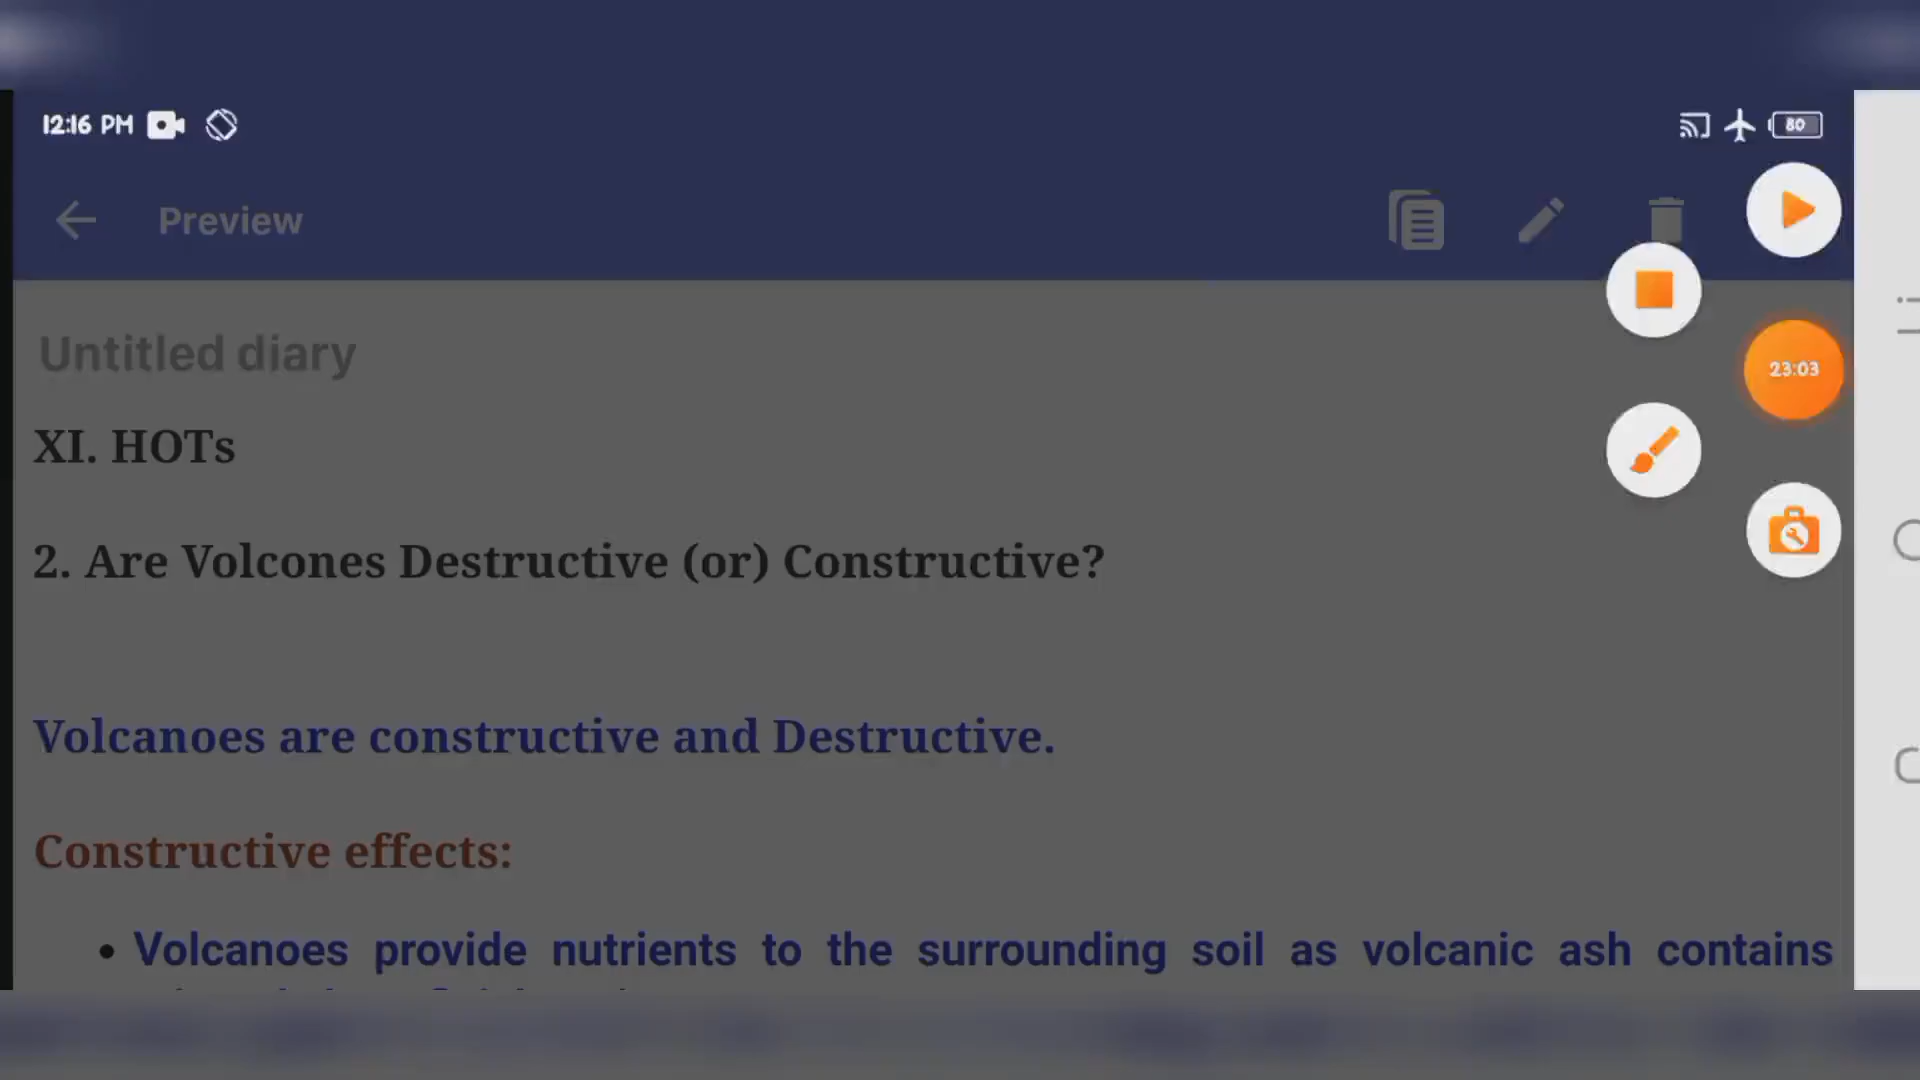 12:16 PM
80
Preview
23:03
Untitled diary
XI. HOTs
2. Are Volcones Destructive (or) Constructive?
Volcanoes are constructive and Destructive.
Constructive effects:
• Volcanoes provide nutrients to the surrounding soil as volcanic ash contains